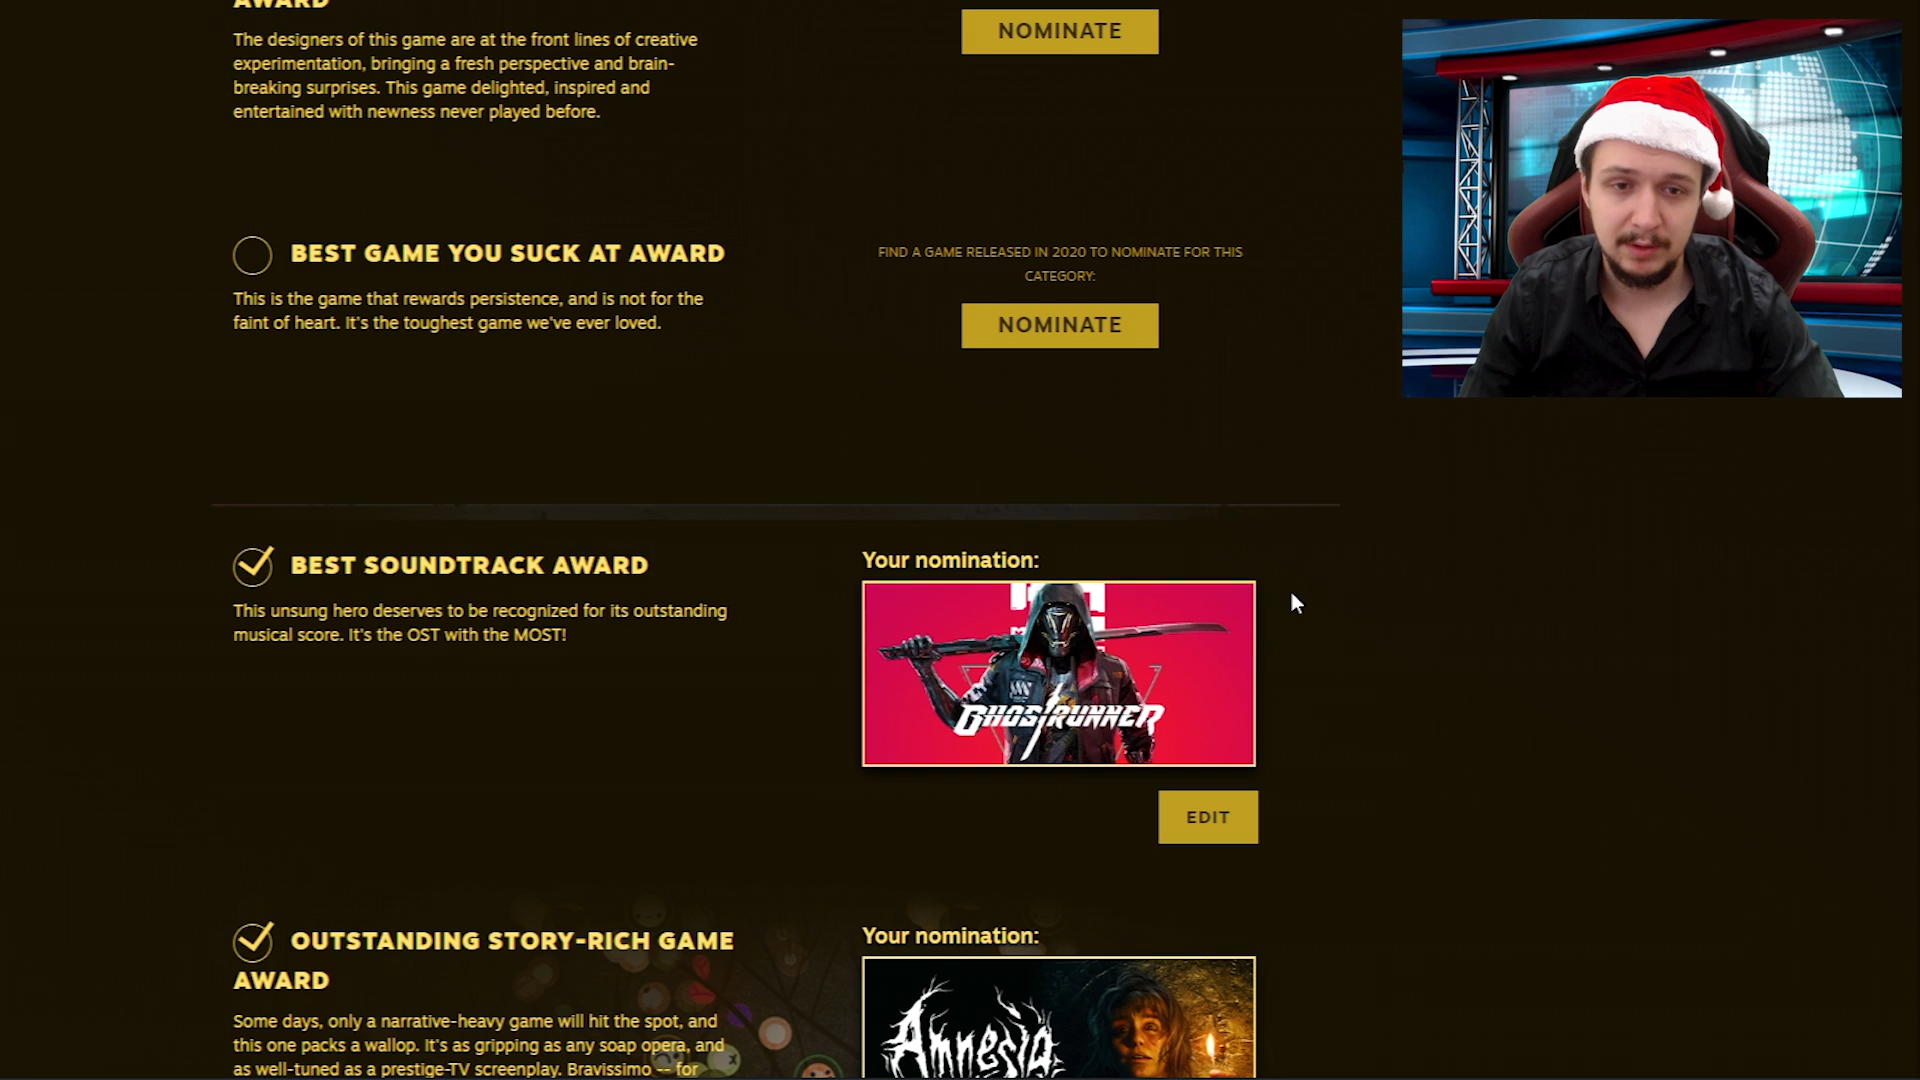 AWARD
NOMINATE
The designers of this game are at the front lines of creative
experimentation, bringing a fresh perspective and brain-
breaking surprises. This game delighted, inspired and
entertained with newness never played before.
BEST GAME YOU SUCK AT AWARD
This is the game that rewards persistence, and is not for the
faint of heart. It's the toughest game we've ever loved.
FIND A GAME RELEASED IN 2020 TO NOMINATE FOR THIS
CATEGORY:
NOMINATE
BEST SOUNDTRACK AWARD
This unsung hero deserves to be recognized for its outstanding
musical score. It's the OST with the MOST!
Your nomination:
GHOSTRUNNER
EDIT
OUTSTANDING STORY-RICH GAME
AWARD
Some days, only a narrative-heavy game will hit the spot, and
this one packs a wallop. It's as gripping as any soap opera, and
as well-tuned as a prestige-TV screenplay. Bravissimo -- for
Your nomination:
Amnesia